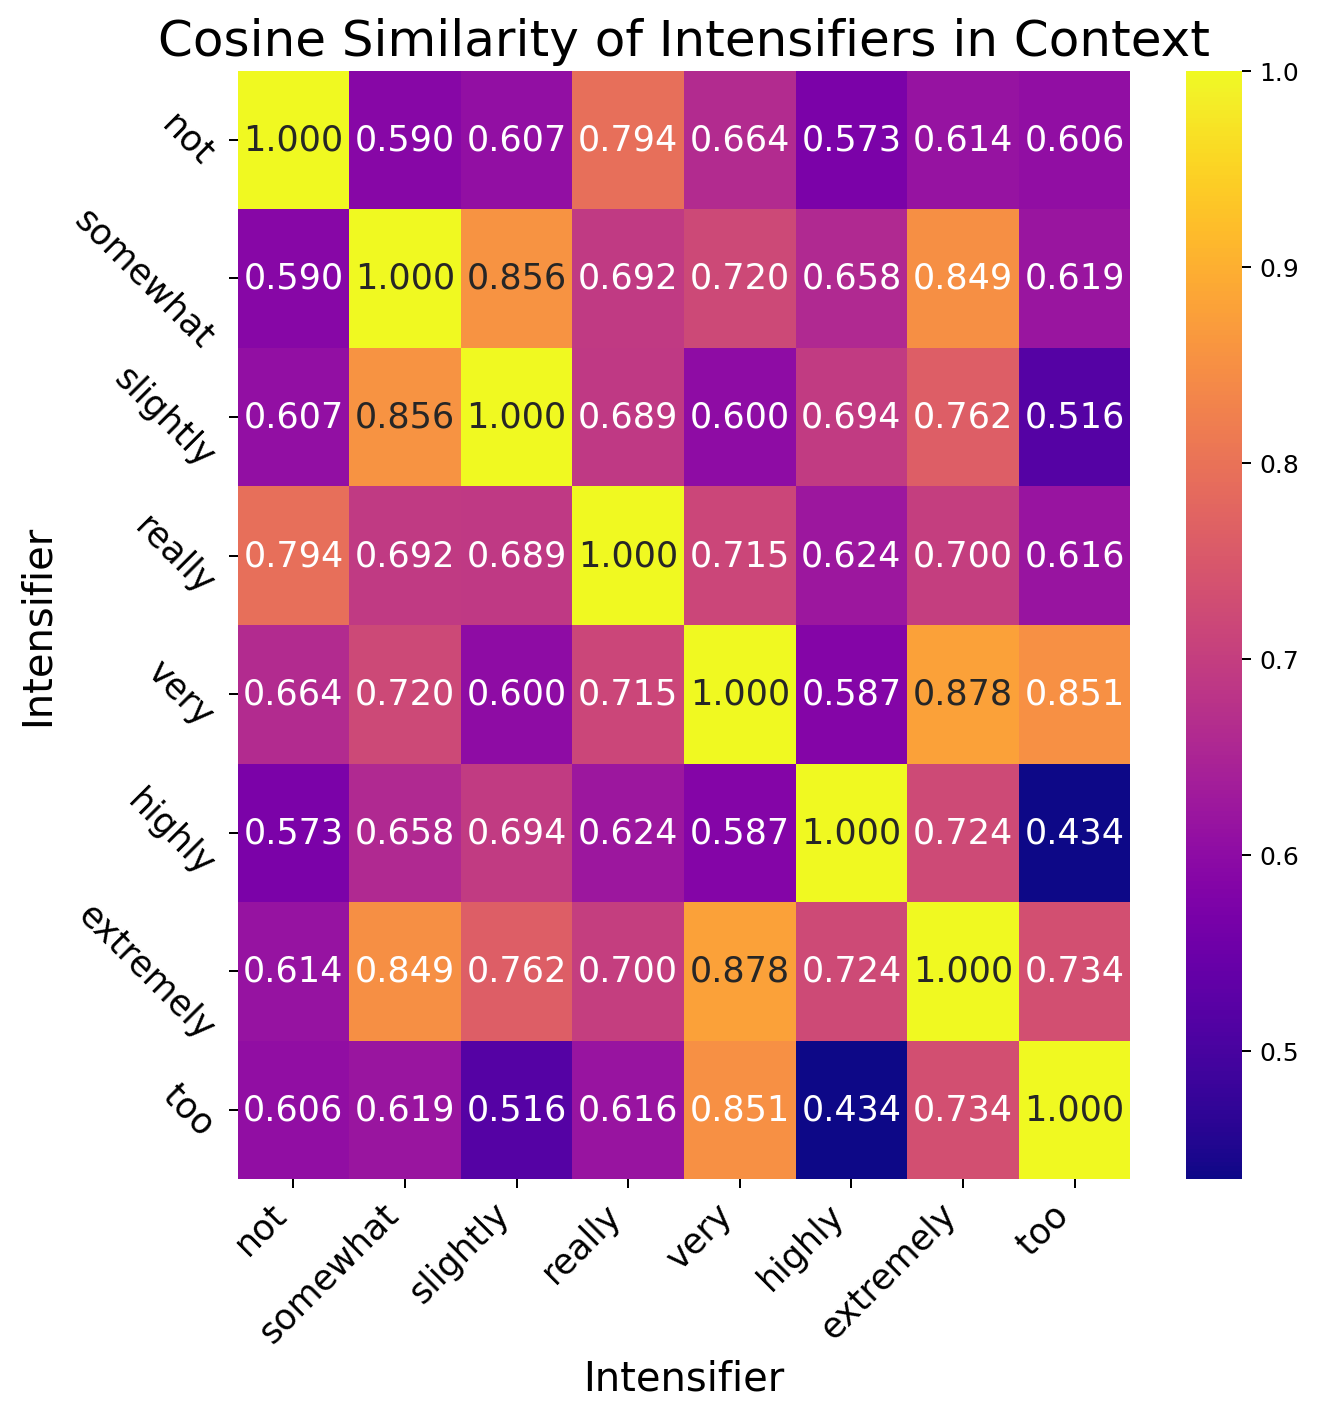 Cosine Similarity of Intensifiers in Context
not 1.000 0.590 0.607 0.794 0.664 0.573 0.614 0.606
somewhat 0.590 1.000 0.856 0.692 0.720 0.658 0.849 0.619
slightly 0.607 0.856 1.000 0.689 0.600 0.694 0.762 0.516
really 0.794 0.692 0.689 1.000 0.715 0.624 0.700 0.616
very 0.664 0.720 0.600 0.715 1.000 0.587 0.878 0.851
highly 0.573 0.658 0.694 0.624 0.587 1.000 0.724 0.434
extremely 0.614 0.849 0.762 0.700 0.878 0.724 1.000 0.734
too 0.606 0.619 0.516 0.616 0.851 0.434 0.734 1.000
not somewhat slightly really very highly extremely too
Intensifier
Intensifier
1.0
0.9
0.8
0.7
0.6
0.5